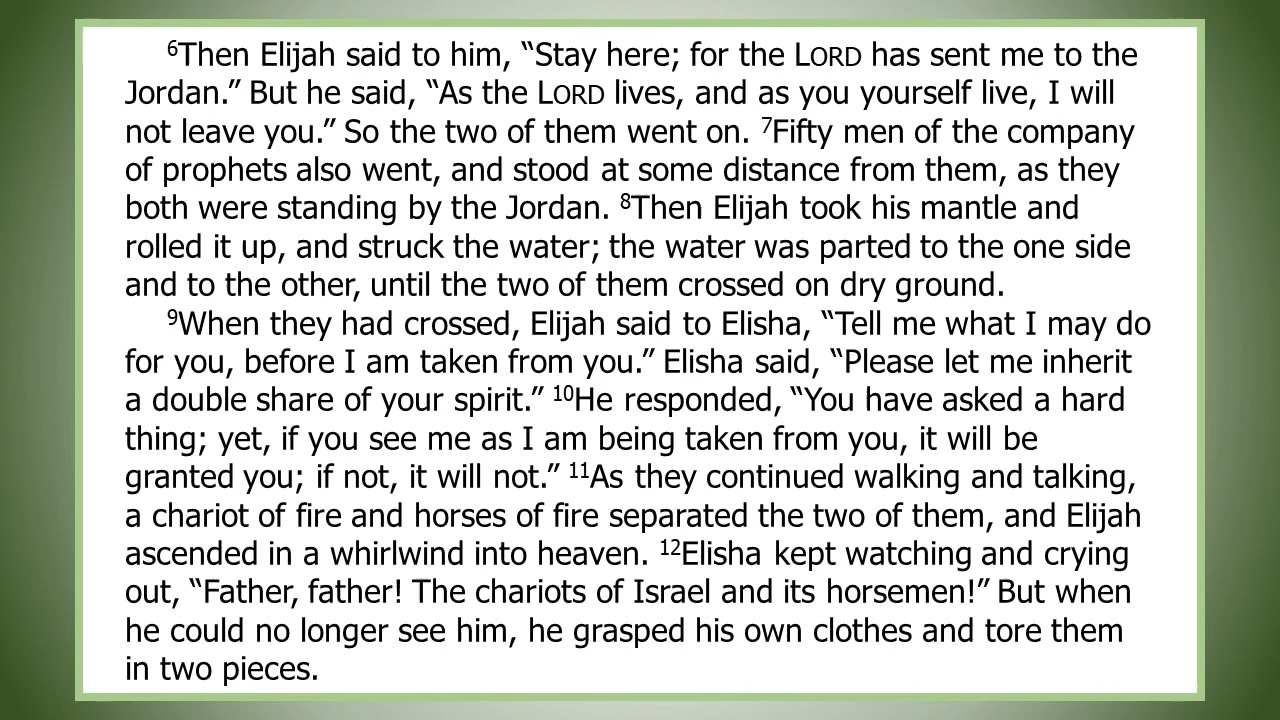 ⁶Then Elijah said to him, “Stay here; for the LORD has sent me to the
Jordan.” But he said, “As the LORD lives, and as you yourself live, I will
not leave you.” So the two of them went on. ⁷Fifty men of the company
of prophets also went, and stood at some distance from them, as they
both were standing by the Jordan. ⁸Then Elijah took his mantle and
rolled it up, and struck the water; the water was parted to the one side
and to the other, until the two of them crossed on dry ground.
⁹When they had crossed, Elijah said to Elisha, “Tell me what I may do
for you, before I am taken from you.” Elisha said, “Please let me inherit
a double share of your spirit.” ¹⁰He responded, “You have asked a hard
thing; yet, if you see me as I am being taken from you, it will be
granted you; if not, it will not.” ¹¹As they continued walking and talking,
a chariot of fire and horses of fire separated the two of them, and Elijah
ascended in a whirlwind into heaven. ¹²Elisha kept watching and crying
out, “Father, father! The chariots of Israel and its horsemen!” But when
he could no longer see him, he grasped his own clothes and tore them
in two pieces.